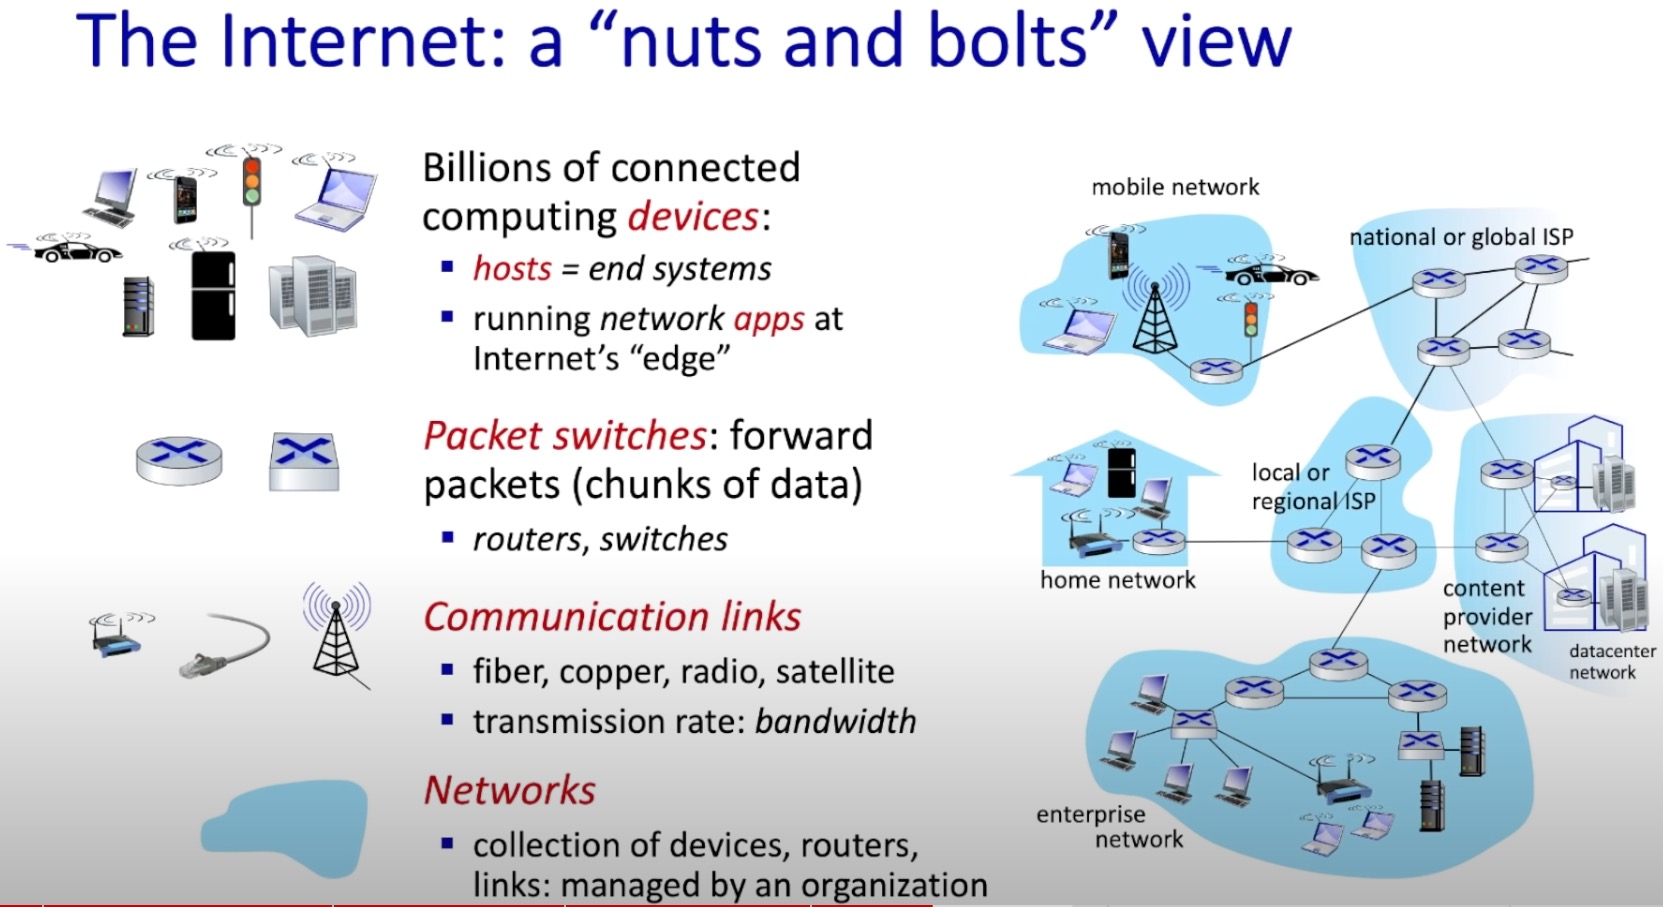 The Internet: a “nuts and bolts” view
Billions of connected
computing devices:
▪ hosts = end systems
▪ running network apps at
Internet’s “edge”
Packet switches: forward
packets (chunks of data)
▪ routers, switches
Communication links
▪ fiber, copper, radio, satellite
▪ transmission rate: bandwidth
Networks
▪ collection of devices, routers,
links: managed by an organization
mobile network
national or global ISP
local or
regional ISP
home network
content
provider
network
datacenter
network
enterprise
network